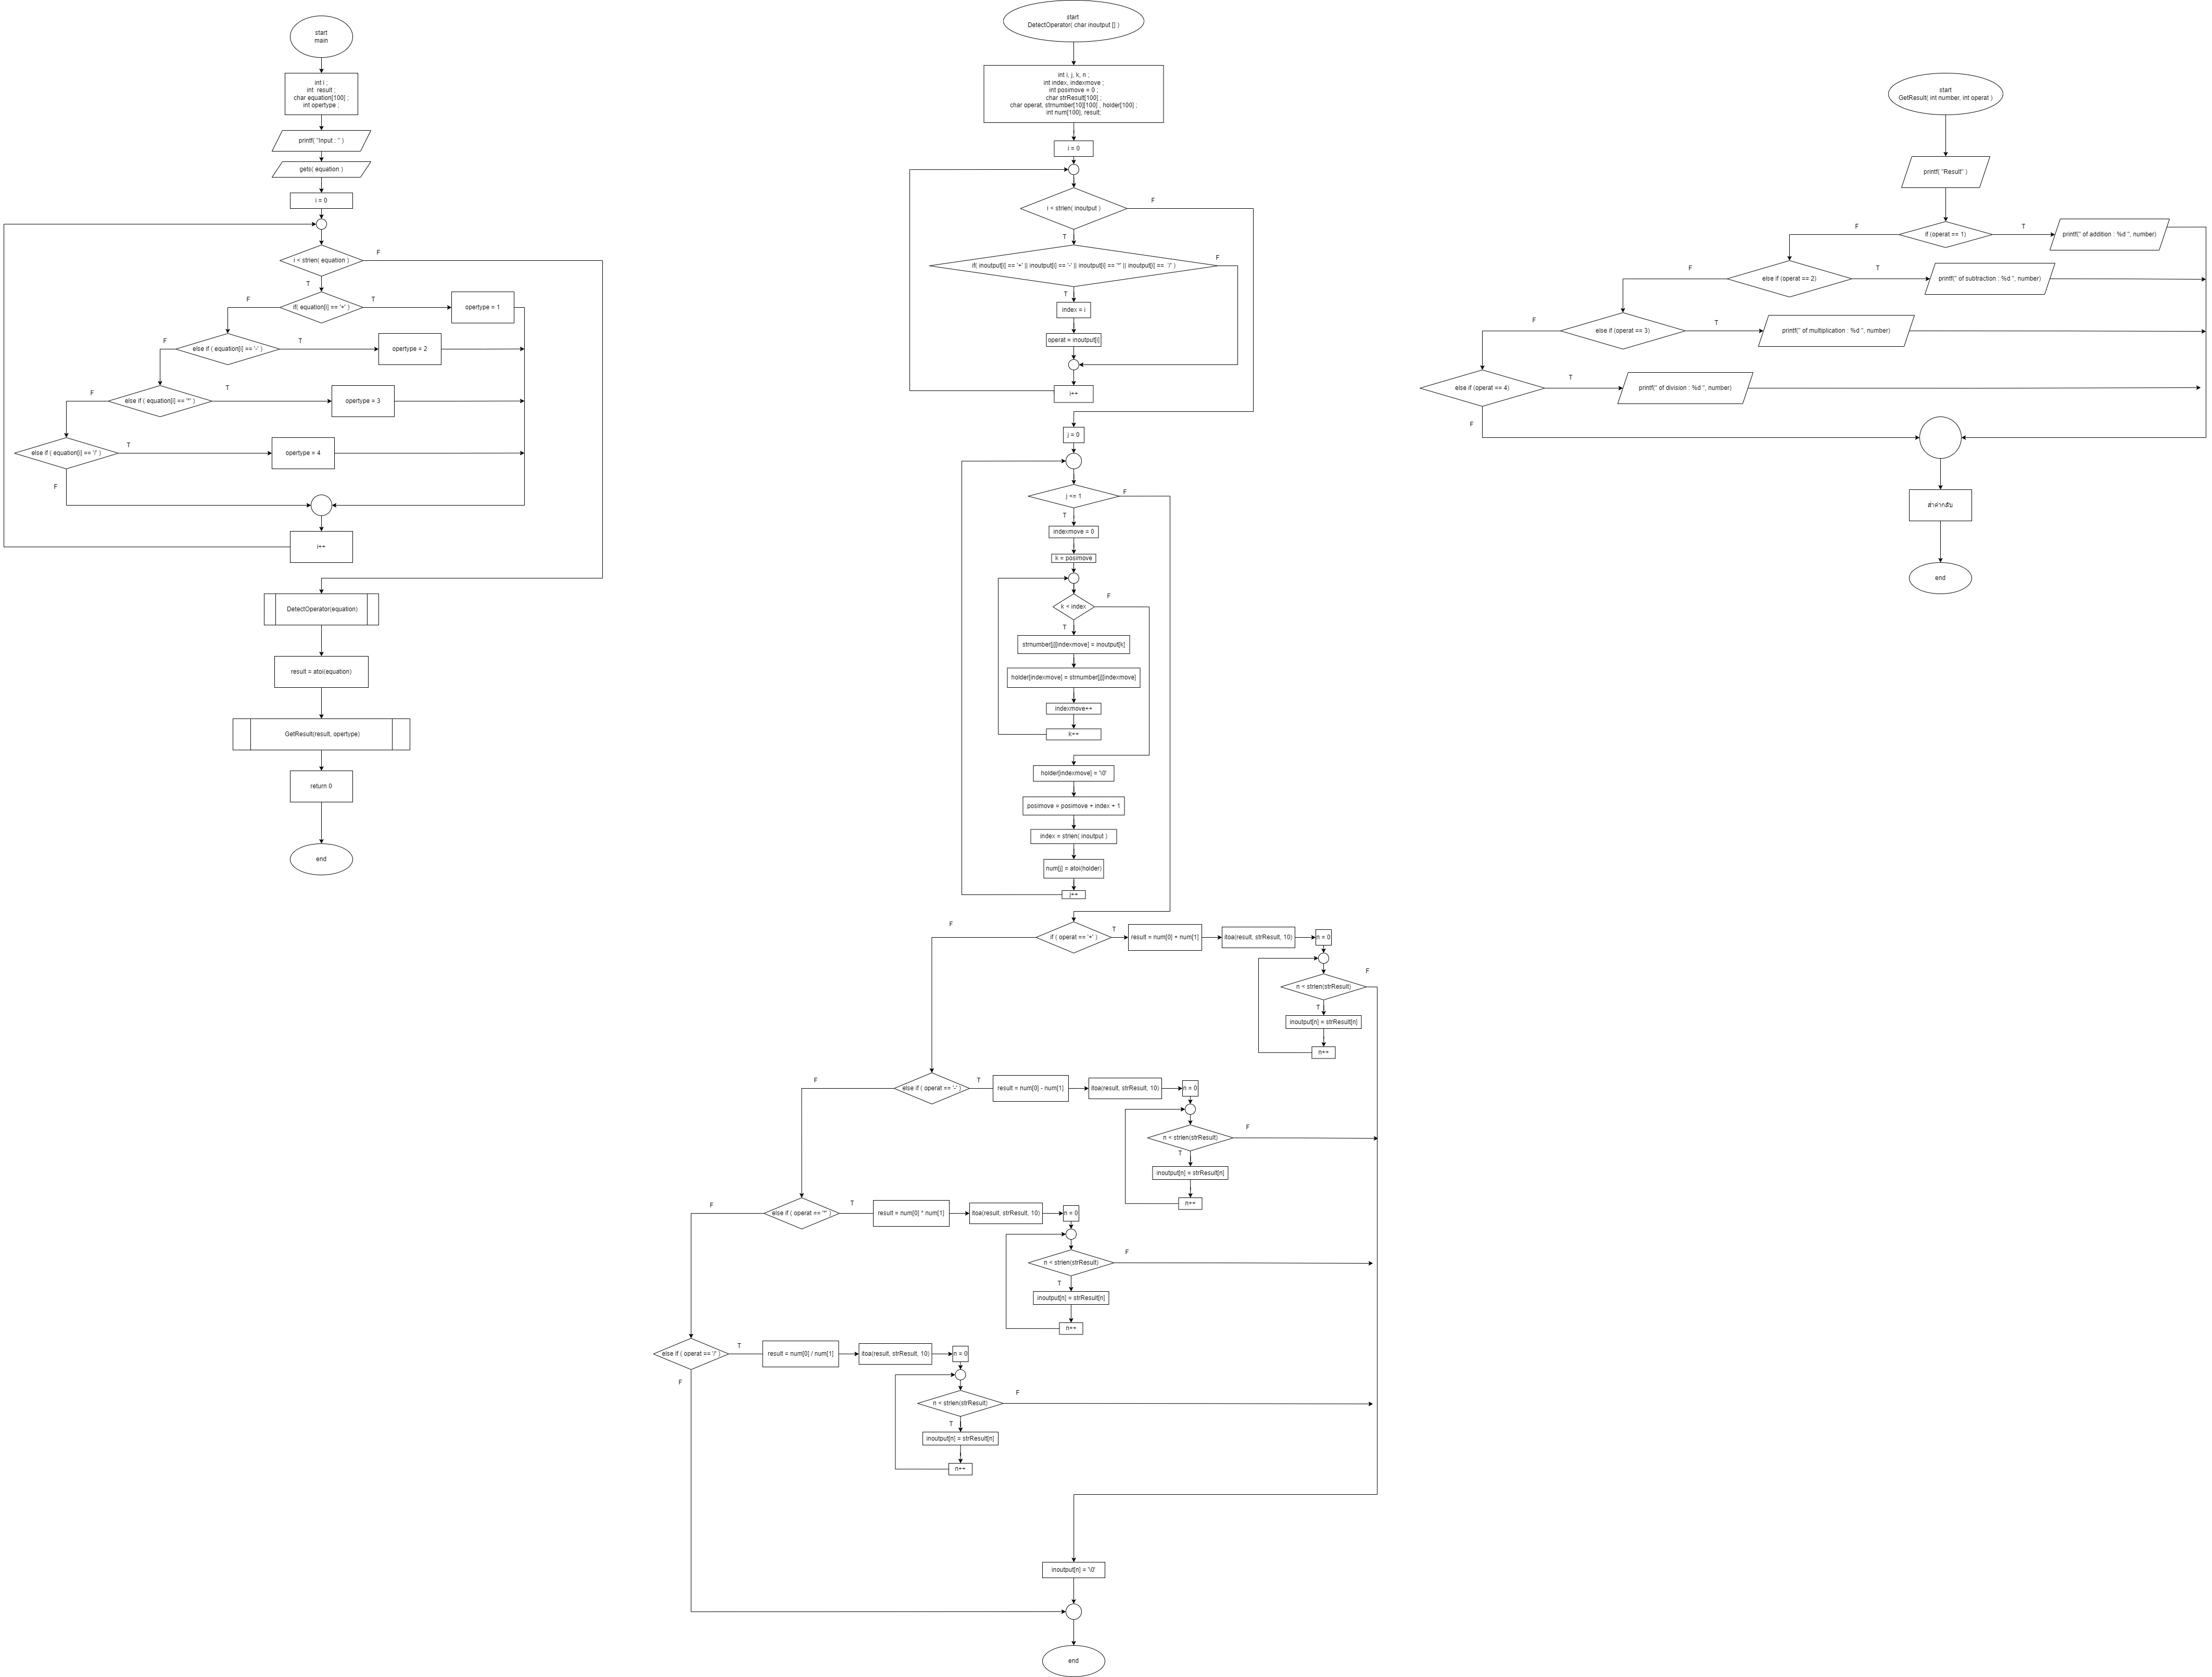 start
main
int i ;
int result ;
char equation[100] ;
int opertype ;
printf( "Input : " )
gets( equation )
i = 0
i < strlen( equation )
F
T
if( equation[i] == '+' )
F
T
opertype = 1
else if ( equation[i] == '-' )
F
T
opertype = 2
else if ( equation[i] == '*' )
F
T
opertype = 3
else if ( equation[i] == '/' )
T
opertype = 4
F
i++
DetectOperator(equation)
result = atoi(equation)
GetResult(result, opertype)
return 0
end
start
DetectOperator( char inoutput [] )
int i, j, k, n ;
int index, indexmove ;
int posimove = 0 ;
char strResult[100] ;
char operat, strnumber[10][100] , holder[100] ;
int num[100], result;
i = 0
i < strlen( inoutput )
F
T
if( inoutput[i] == '+' || inoutput[i] == '-' || inoutput[i] == '*' || inoutput[i] == '/' )
F
T
index = i
operat = inoutput[i]
i++
j = 0
j <= 1
F
T
indexmove = 0
k = posimove
k < index
F
T
strnumber[j][indexmove] = inoutput[k]
holder[indexmove] = strnumber[j][indexmove]
indexmove++
k++
holder[indexmove] = '\0'
posimove = posimove + index + 1
index = strlen( inoutput )
num[j] = atoi(holder)
j++
F
if ( operat == '+' )
T
result = num[0] + num[1]
itoa(result, strResult, 10)
n = 0
n < strlen(strResult)
F
T
inoutput[n] = strResult[n]
n++
F
else if ( operat == '-' )
T
result = num[0] - num[1]
itoa(result, strResult, 10)
n = 0
n < strlen(strResult)
F
T
inoutput[n] = strResult[n]
n++
F
else if ( operat == '*' )
T
result = num[0] * num[1]
itoa(result, strResult, 10)
n = 0
n < strlen(strResult)
F
T
inoutput[n] = strResult[n]
n++
else if ( operat == '/' )
T
result = num[0] / num[1]
itoa(result, strResult, 10)
n = 0
F
n < strlen(strResult)
F
T
inoutput[n] = strResult[n]
n++
inoutput[n] = '\0'
end
start
GetResult( int number, int operat )
printf( "Result" )
F
if (operat == 1)
T
printf(" of addition : %d ", number)
F
else if (operat == 2)
T
printf(" of subtraction : %d ", number)
F
else if (operat == 3)
T
printf(" of multiplication : %d ", number)
else if (operat == 4)
T
printf(" of division : %d ", number)
F
ส่าค่ากลับ
end